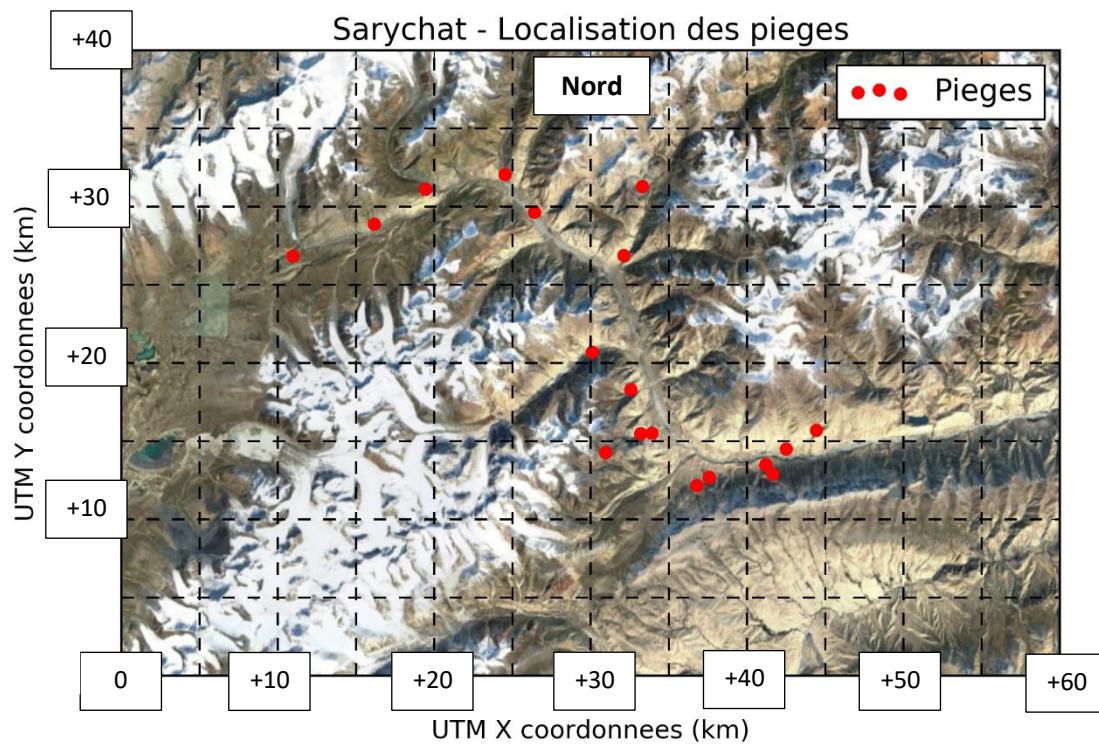 Sarychat - Localisation des pieges
+40
Nord
Pieges
+30
+20
+10
UTM Y coordonnees (km)
0
+10
+20
+30
+40
+50
+60
UTM X coordonnees (km)